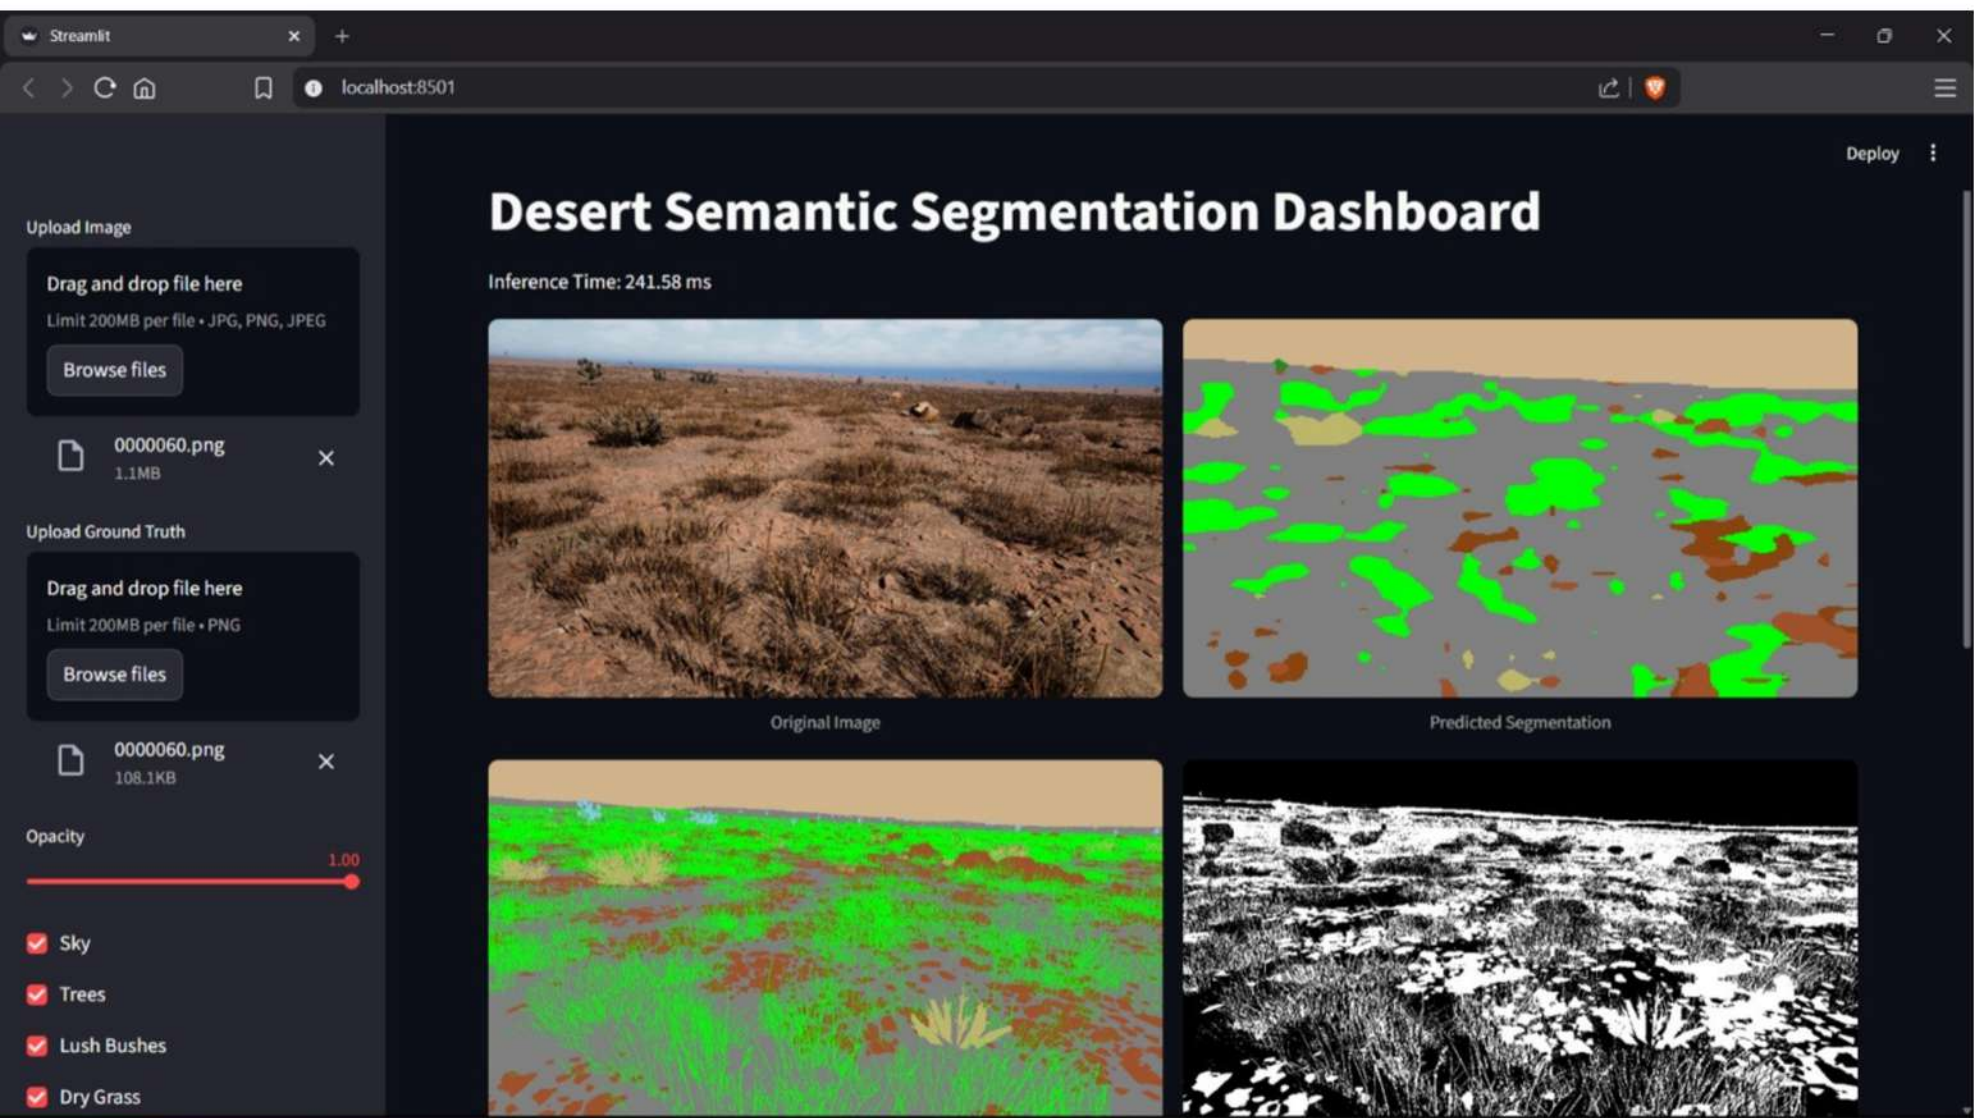 Streamlit
localhost:8501
Deploy
Upload Image
Drag and drop file here
Limit 200MB per file • JPG, PNG, JPEG
Browse files
0000060.png
1.1MB
Upload Ground Truth
Drag and drop file here
Limit 200MB per file • PNG
Browse files
0000060.png
108.1KB
Opacity
1.00
Sky
Trees
Lush Bushes
Dry Grass
Desert Semantic Segmentation Dashboard
Inference Time: 241.58 ms
Original Image
Predicted Segmentation